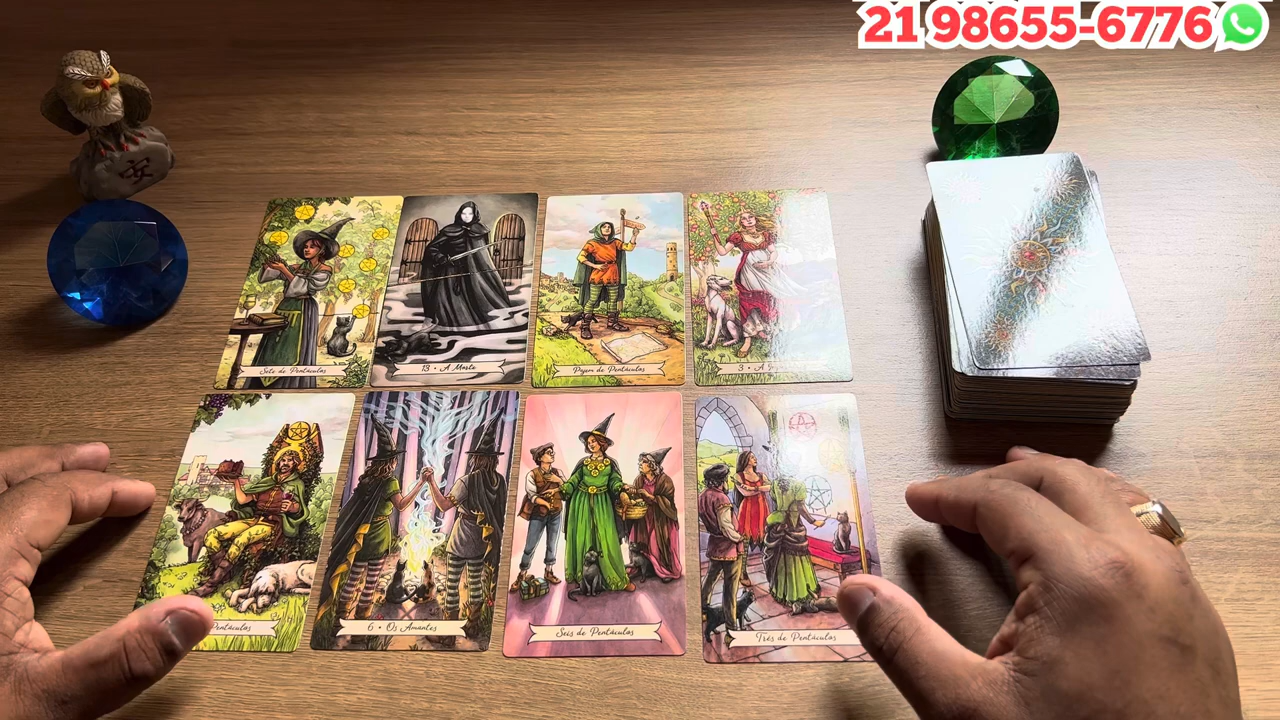 21 98655-6776
Sete de Pentáculos
13 • A Morte
Pajem de Pentáculos
3 • A
Pentáculos
6 • Os Amantes
Seis de Pentáculos
Três de Pentáculos